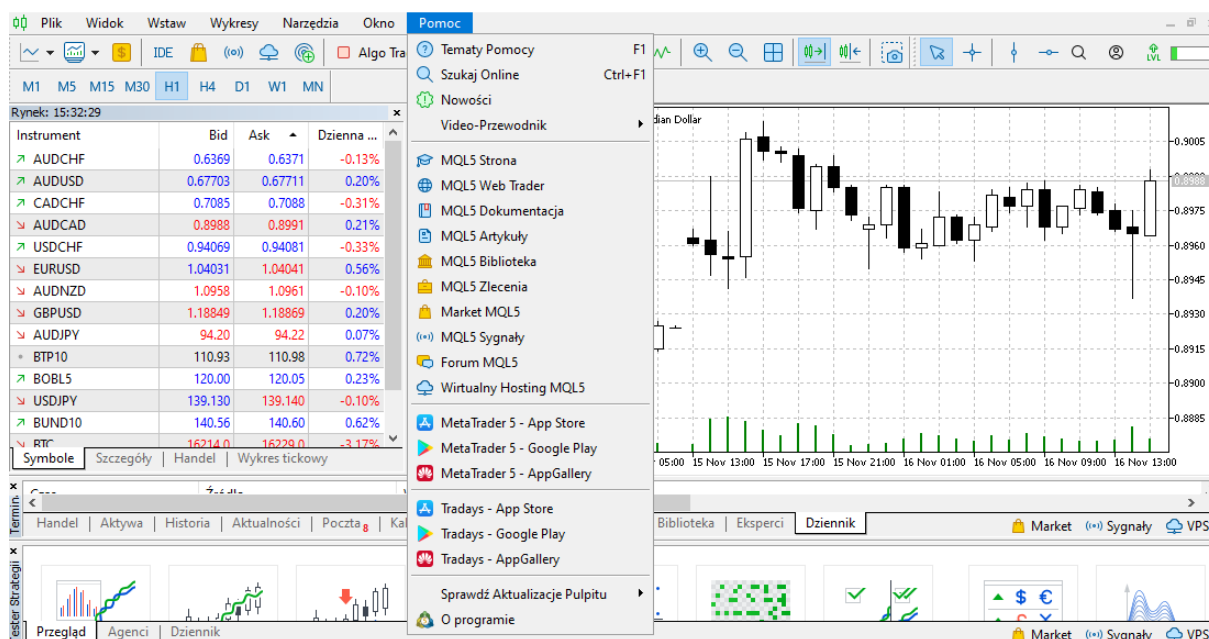 Plik Widok Wstaw Wykresy Narzędzia Okno Pomoc
IDE Algo Tra
LVL
M1 M5 M15 M30 H1 H4 D1 W1 MN
Rynek: 15:32:29
Instrument Bid Ask Dzienna ...
AUDCHF 0.6369 0.6371 -0.13%
AUDUSD 0.67703 0.67711 0.20%
CADCHF 0.7085 0.7088 -0.31%
AUDCAD 0.8988 0.8991 0.21%
USDCHF 0.94069 0.94081 -0.33%
EURUSD 1.04031 1.04041 0.56%
AUDNZD 1.0958 1.0961 -0.10%
GBPUSD 1.18849 1.18869 0.20%
AUDJPY 94.20 94.22 0.07%
BTP10 110.93 110.98 0.72%
BOBL5 120.00 120.05 0.23%
USDJPY 139.130 139.140 -0.10%
BUND10 140.56 140.60 0.62%
BTC 16214.0 16229.0 -3.17%
Symbole Szczegóły Handel Wykres tickowy
Tematy Pomocy F1
Szukaj Online Ctrl+F1
Nowości
Video-Przewodnik
MQL5 Strona
MQL5 Web Trader
MQL5 Dokumentacja
MQL5 Artykuły
MQL5 Biblioteka
MQL5 Zlecenia
Market MQL5
MQL5 Sygnały
Forum MQL5
Wirtualny Hosting MQL5
MetaTrader 5 - App Store
MetaTrader 5 - Google Play
MetaTrader 5 - AppGallery
Tradays - App Store
Tradays - Google Play
Tradays - AppGallery
Sprawdź Aktualizacje Pulpitu
O programie
dian Dollar
0.9005
0.8988
0.8975
0.8960
0.8945
0.8930
0.8915
0.8900
0.8885
05:00 15 Nov 13:00 15 Nov 17:00 15 Nov 21:00 16 Nov 01:00 16 Nov 05:00 16 Nov 09:00 16 Nov 13:00
Termin
Handel Aktywa Historia Aktualności Poczta 8 Kal Biblioteka Eksperci Dziennik Market Sygnały VPS
ester Strategii
$ €
Przegląd Agenci Dziennik Market Sygnały VPS